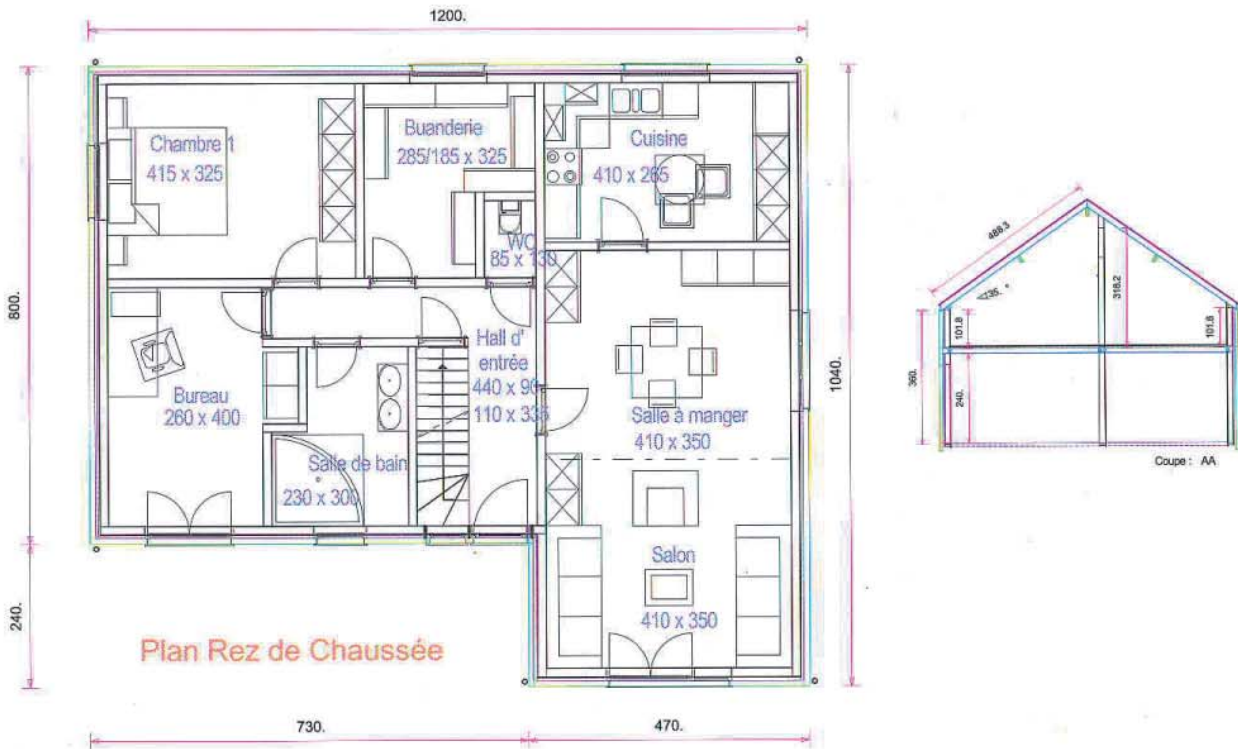 1200.
Chambre 1
415 x 325
Buanderie
285/185 x 325
Cuisine
410 x 265
WC
85 x 130
800.
Hall d'
entrée
440 x 90
110 x 335
Bureau
260 x 400
Salle de bain
230 x 300
Salle à manger
410 x 350
1040.
Salon
410 x 350
240.
Plan Rez de Chaussée
730.
470.
488.3
35. °
318.2
101.8
101.8
360.
240.
Coupe : AA